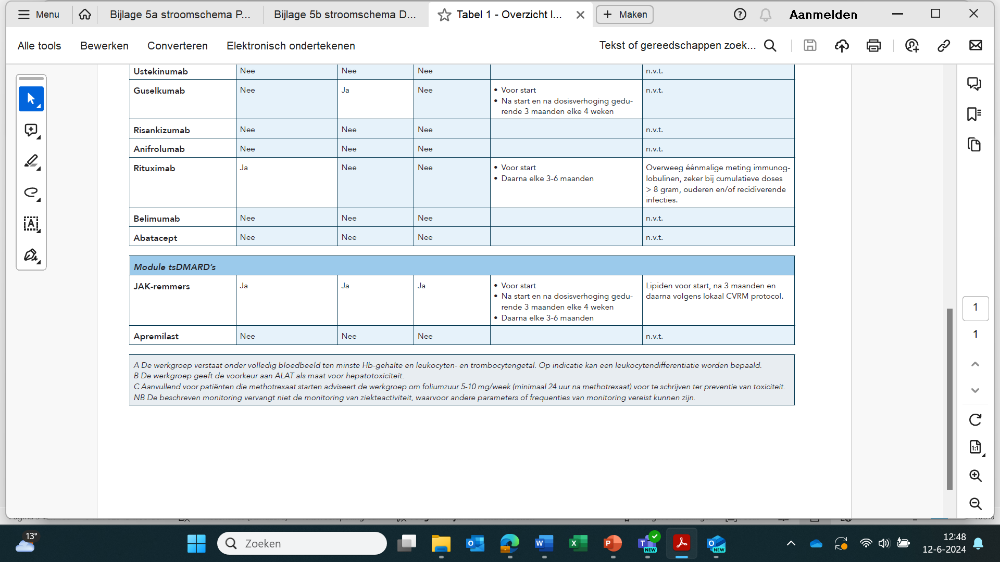 Menu
Bijlage 5a stroomschema P...
Bijlage 5b stroomschema D...
Tabel 1 - Overzicht l...
Maken
Aanmelden
Alle tools
Bewerken
Converteren
Elektronisch ondertekenen
Tekst of gereedschappen zoek...
Ustekinumab Nee Nee Nee n.v.t.
Guselkumab Nee Ja Nee • Voor start n.v.t.
• Na start en na dosisverhoging gedu-
rende 3 maanden elke 4 weken
Risankizumab Nee Nee Nee n.v.t.
Anifrolumab Nee Nee Nee n.v.t.
Rituximab Ja Nee Nee • Voor start Overweeg éénmalige meting immunog-
• Daarna elke 3-6 maanden lobulinen, zeker bij cumulatieve doses
> 8 gram, ouderen en/of recidiverende
infecties.
Belimumab Nee Nee Nee n.v.t.
Abatacept Nee Nee Nee n.v.t.
Module tsDMARD's
JAK-remmers Ja Ja Ja • Voor start Lipiden voor start, na 3 maanden en
• Na start en na dosisverhoging gedu- daarna volgens lokaal CVRM protocol.
rende 3 maanden elke 4 weken
• Daarna elke 3-6 maanden
Apremilast Nee Nee Nee n.v.t.
A De werkgroep verstaat onder volledig bloedbeeld ten minste Hb-gehalte en leukocyten- en trombocytengetal. Op indicatie kan een leukocytendifferentiatie worden bepaald.
B De werkgroep geeft de voorkeur aan ALAT als maat voor hepatotoxiciteit.
C Aanvullend voor patiënten die methotrexaat starten adviseert de werkgroep om foliumzuur 5-10 mg/week (minimaal 24 uur na methotrexaat) voor te schrijven ter preventie van toxiciteit.
NB De beschreven monitoring vervangt niet de monitoring van ziekteactiviteit, waarvoor andere parameters of frequenties van monitoring vereist kunnen zijn.
1
1
1:1
13°
Zoeken
NEW
NEW
12:48
12-6-2024